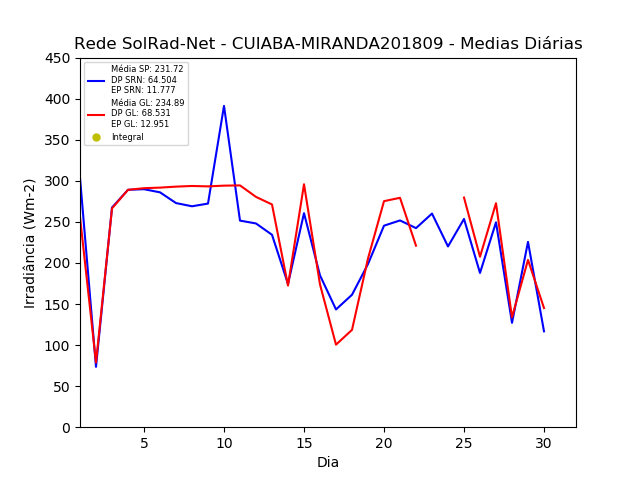 Rede SolRad-Net - CUIABA-MIRANDA201809 - Medias Diárias
450
400
350
300
250
200
150
100
50
0
Irradiância (Wm-2)
Média SP: 231.72
DP SRN: 64.504
EP SRN: 11.777
Média GL: 234.89
DP GL: 68.531
EP GL: 12.951
Integral
5
10
15
20
25
30
Dia